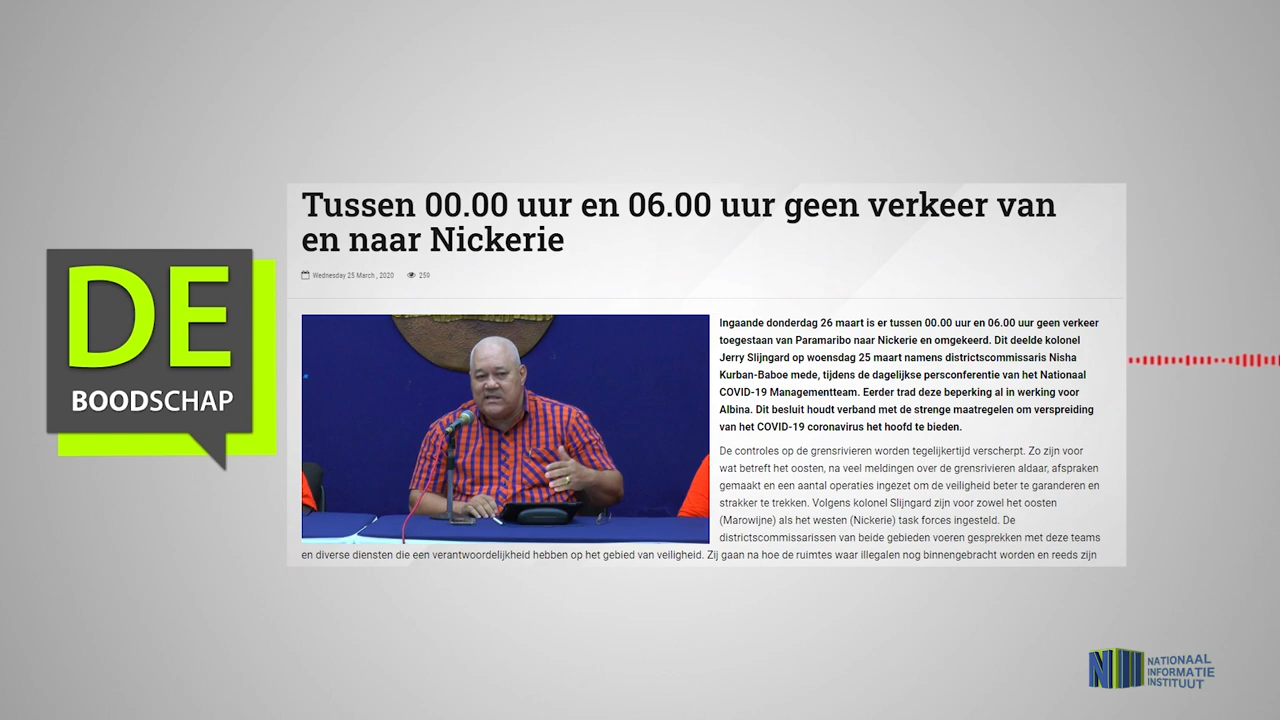 DE
BOODSCHAP
Tussen 00.00 uur en 06.00 uur geen verkeer van
en naar Nickerie
Wednesday 25 March , 2020 259
Ingaande donderdag 26 maart is er tussen 00.00 uur en 06.00 uur geen verkeer
toegestaan van Paramaribo naar Nickerie en omgekeerd. Dit deelde kolonel
Jerry Slijngard op woensdag 25 maart namens districtscommissaris Nisha
Kurban-Baboe mede, tijdens de dagelijkse persconferentie van het Nationaal
COVID-19 Managementteam. Eerder trad deze beperking al in werking voor
Albina. Dit besluit houdt verband met de strenge maatregelen om verspreiding
van het COVID-19 coronavirus het hoofd te bieden.
De controles op de grensrivieren worden tegelijkertijd verscherpt. Zo zijn voor
wat betreft het oosten, na veel meldingen over de grensrivieren aldaar, afspraken
gemaakt en een aantal operaties ingezet om de veiligheid beter te garanderen en
strakker te trekken. Volgens kolonel Slijngard zijn voor zowel het oosten
(Marowijne) als het westen (Nickerie) task forces ingesteld. De
districtscommissarissen van beide gebieden voeren gesprekken met deze teams
en diverse diensten die een verantwoordelijkheid hebben op het gebied van veiligheid. Zij gaan na hoe de ruimtes waar illegalen nog binnengebracht worden en reeds zijn
NATIONAAL
INFORMATIE
INSTITUUT